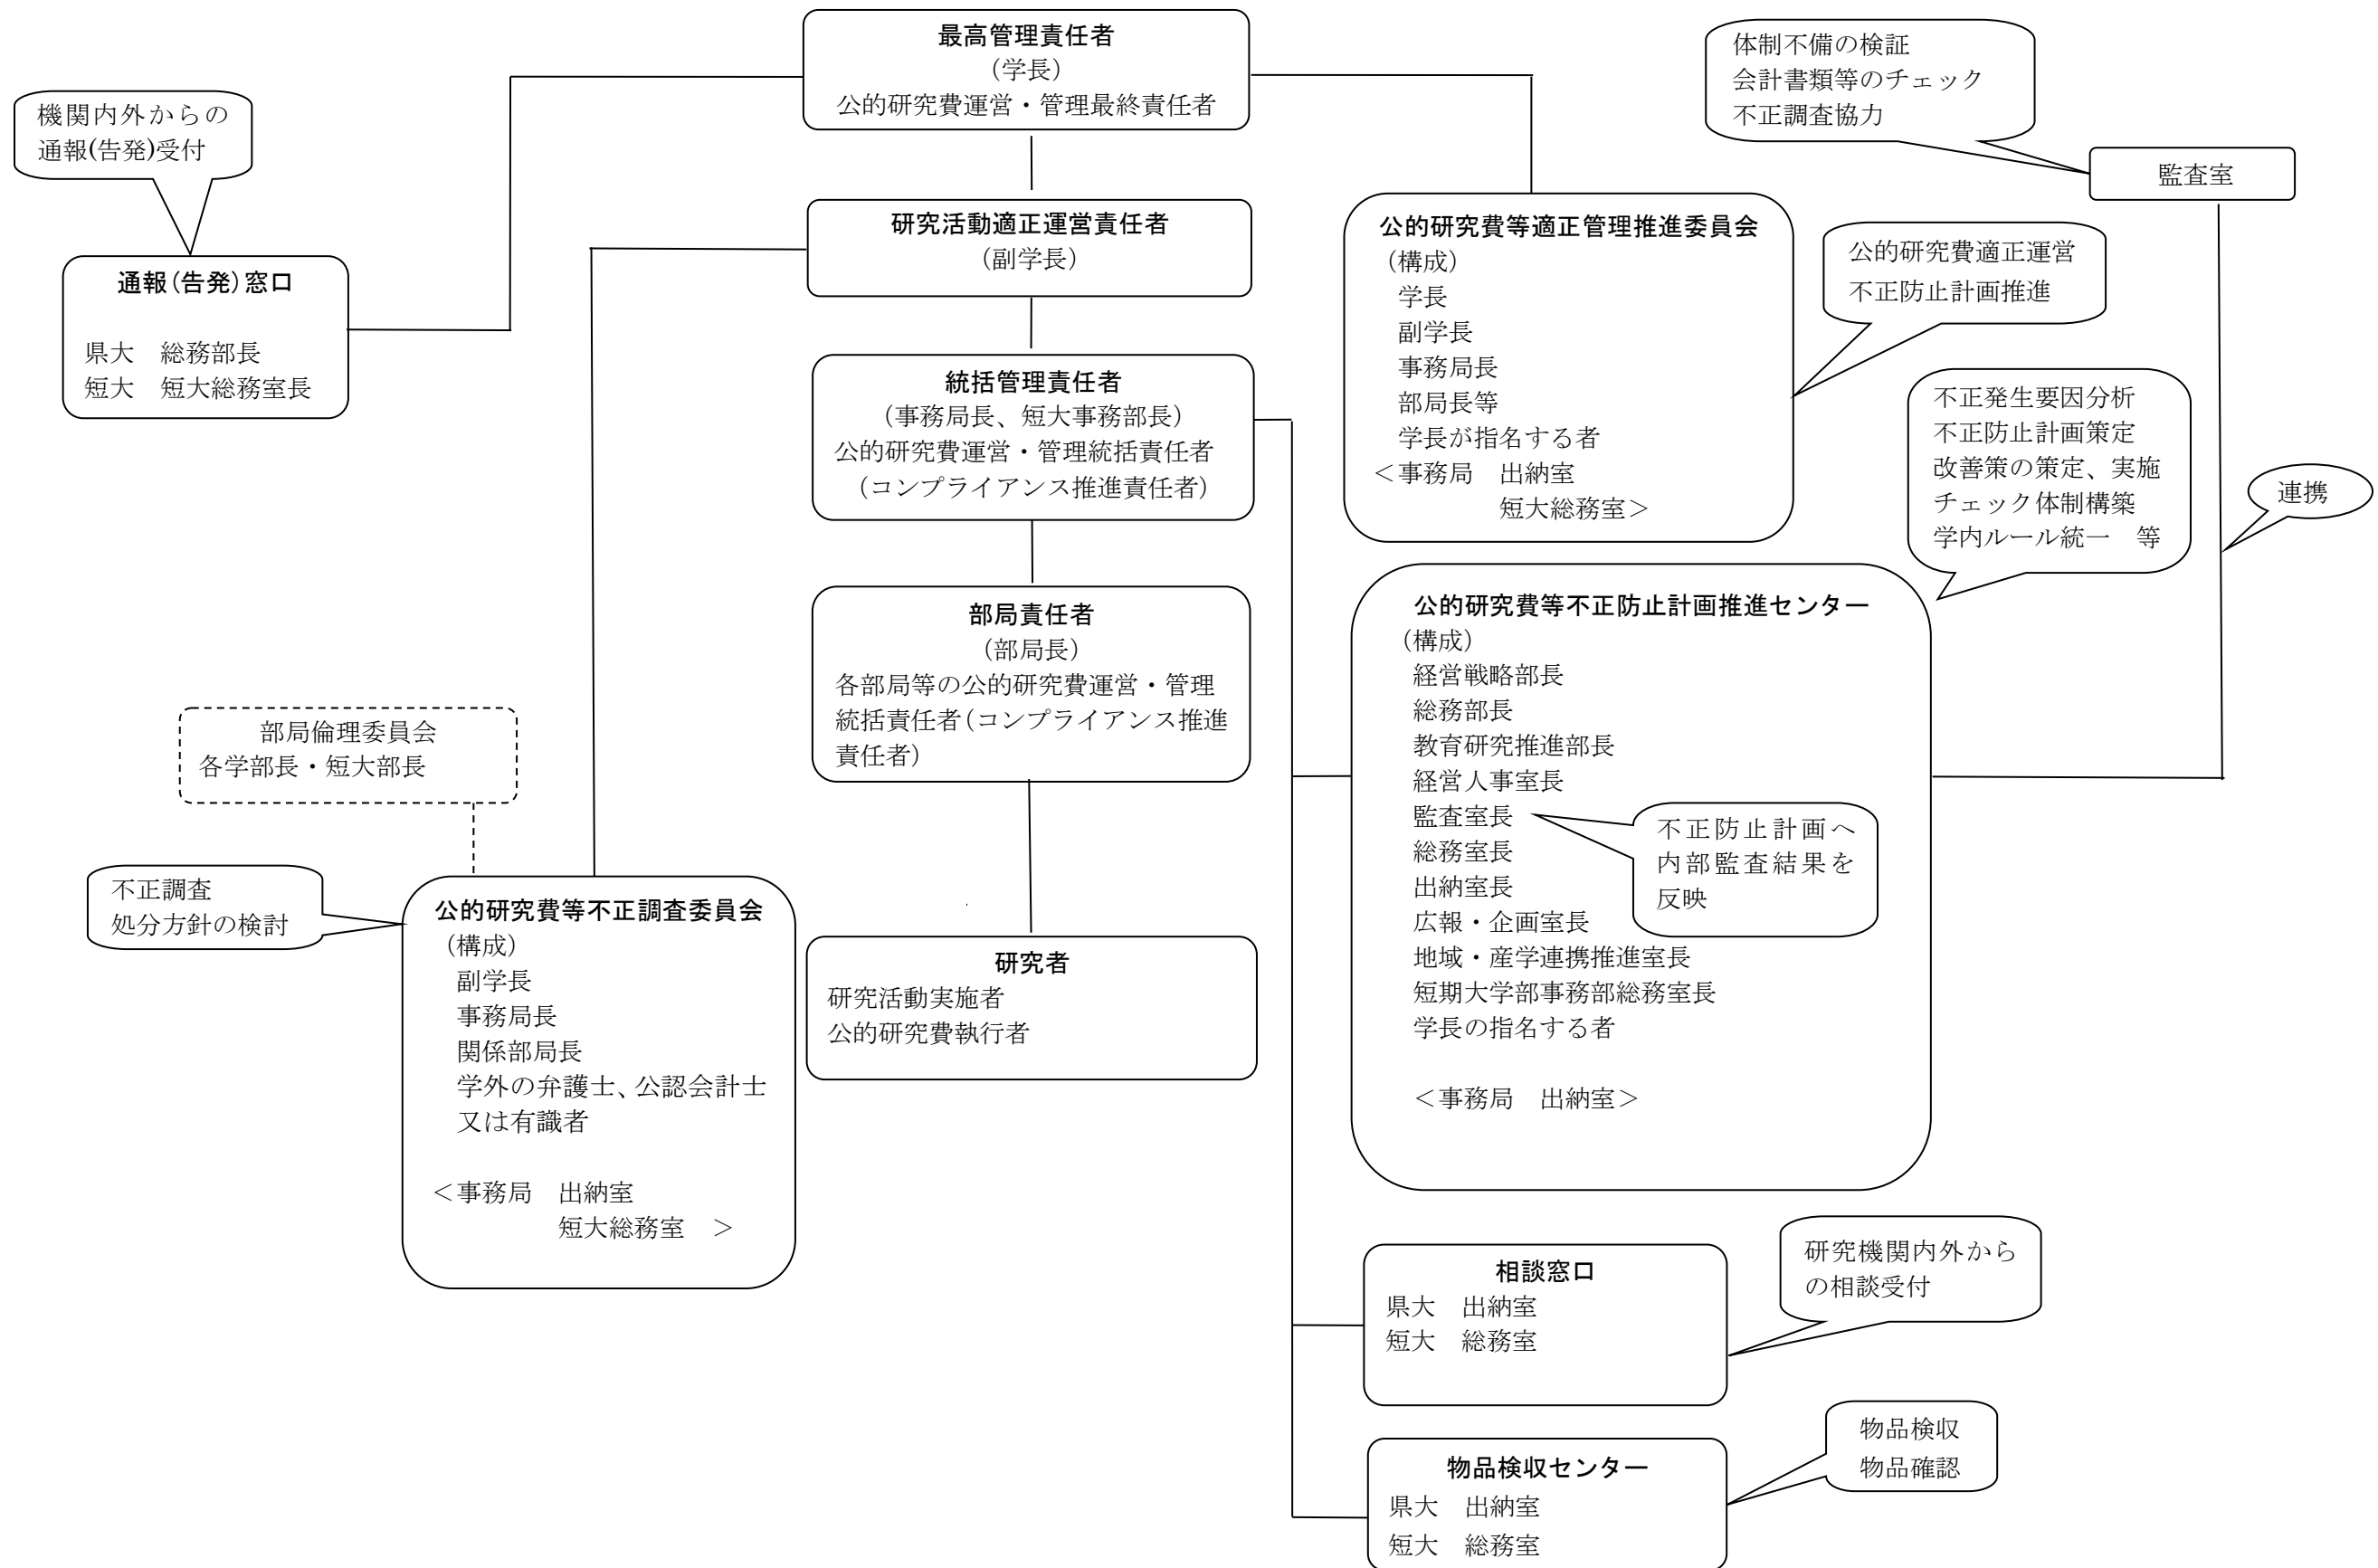 最高管理責任者
（学長）
公的研究費運営・管理最終責任者
体制不備の検証
会計書類等のチェック
不正調査協力
機関内外からの
通報(告発)受付
監査室
研究活動適正運営責任者
（副学長）
公的研究費等適正管理推進委員会
（構成）
学長
副学長
事務局長
部局長等
学長が指名する者
＜事務局　出納室
短大総務室＞
公的研究費適正運営
不正防止計画推進
通報（告発）窓口
県大　総務部長
短大　短大総務室長
統括管理責任者
（事務局長、短大事務部長）
公的研究費運営・管理統括責任者
（コンプライアンス推進責任者）
不正発生要因分析
不正防止計画策定
改善策の策定、実施
チェック体制構築
学内ルール統一　等
連携
部局責任者
（部局長）
各部局等の公的研究費運営・管理
統括責任者（コンプライアンス推進
責任者）
公的研究費等不正防止計画推進センター
（構成）
経営戦略部長
総務部長
教育研究推進部長
経営人事室長
監査室長
総務室長
出納室長
広報・企画室長
地域・産学連携推進室長
短期大学部事務部総務室長
学長の指名する者
＜事務局　出納室＞
不正防止計画へ
内部監査結果を
反映
部局倫理委員会
各学部長・短大部長
不正調査
処分方針の検討
公的研究費等不正調査委員会
（構成）
副学長
事務局長
関係部局長
学外の弁護士、公認会計士
又は有識者
＜事務局　出納室
短大総務室　＞
研究者
研究活動実施者
公的研究費執行者
相談窓口
県大　出納室
短大　総務室
研究機関内外から
の相談受付
物品検収センター
県大　出納室
短大　総務室
物品検収
物品確認